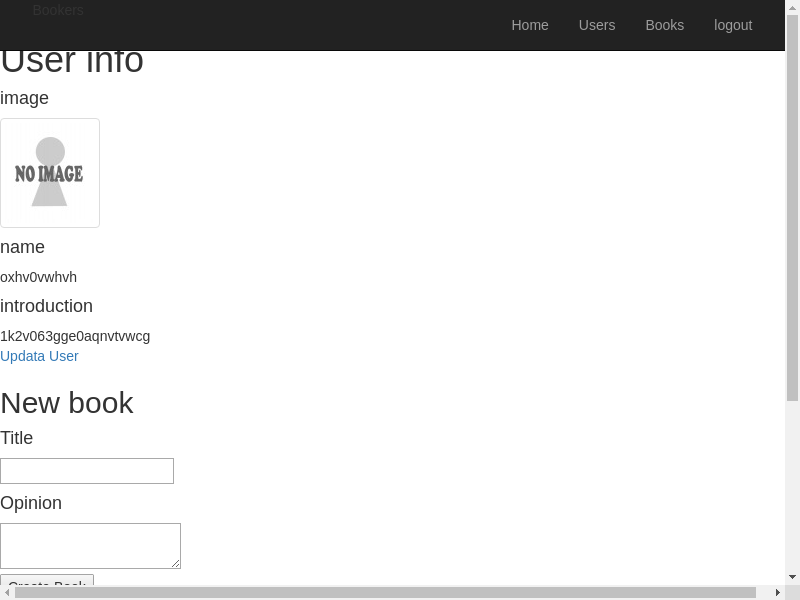 Bookers
Home Users Books logout
User info
image
NO IMAGE
name
oxhv0vwhvh
introduction
1k2v063gge0aqnvtvwcg
Updata User
New book
Title
Opinion
Create Book